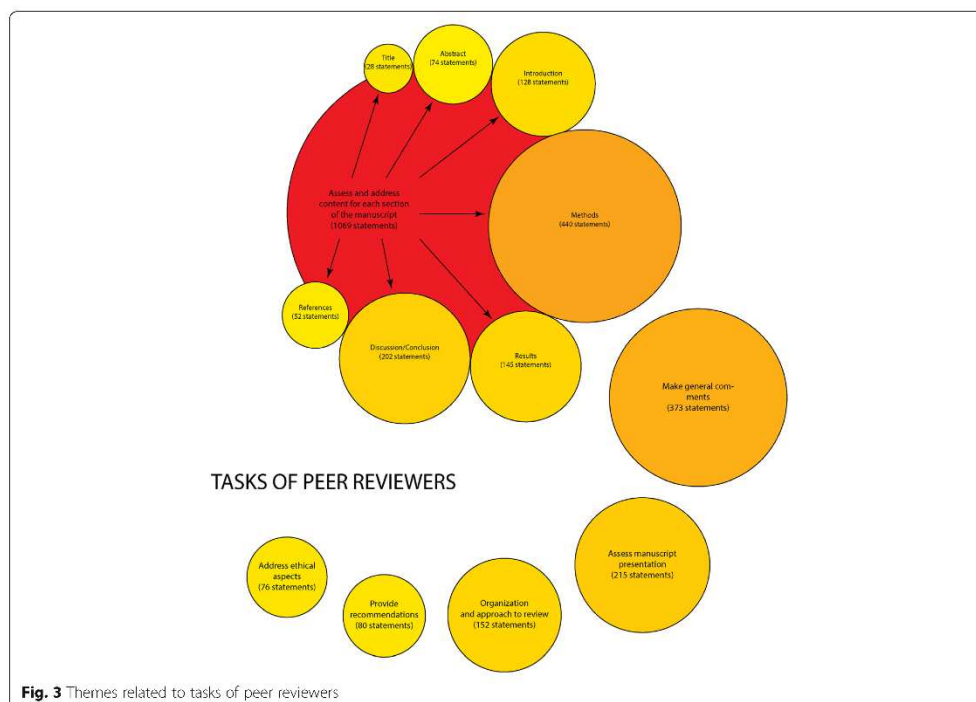 Title
(28 statements)
Abstract
(74 statements)
Introduction
(128 statements)
Assess and address
content for each section
of the manuscript
(1069 statements)
Methods
(440 statements)
References
(52 statements)
Discussion/Conclusion
(202 statements)
Results
(145 statements)
Make general com-
ments
(373 statements)
TASKS OF PEER REVIEWERS
Assess manuscript
presentation
(215 statements)
Address ethical
aspects
(76 statements)
Provide
recommendations
(80 statements)
Organization
and approach to review
(152 statements)
Fig. 3 Themes related to tasks of peer reviewers